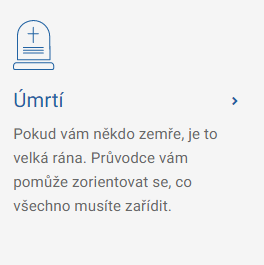 Úmrtí
Pokud vám někdo zemře, je to
velká rána. Průvodce vám
pomůže zorientovat se, co
všechno musíte zařídit.